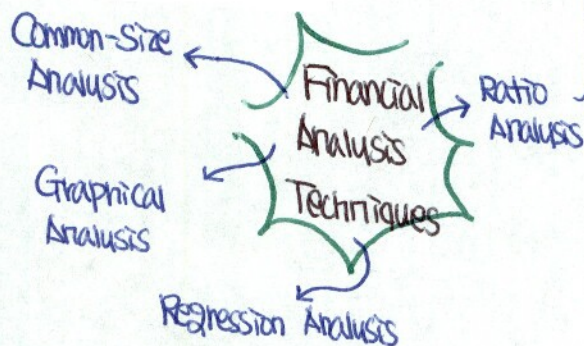 Common-Size
Analysis
Financial
Analysis
Techniques
Ratio
Analysis
Graphical
Analysis
Regression Analysis